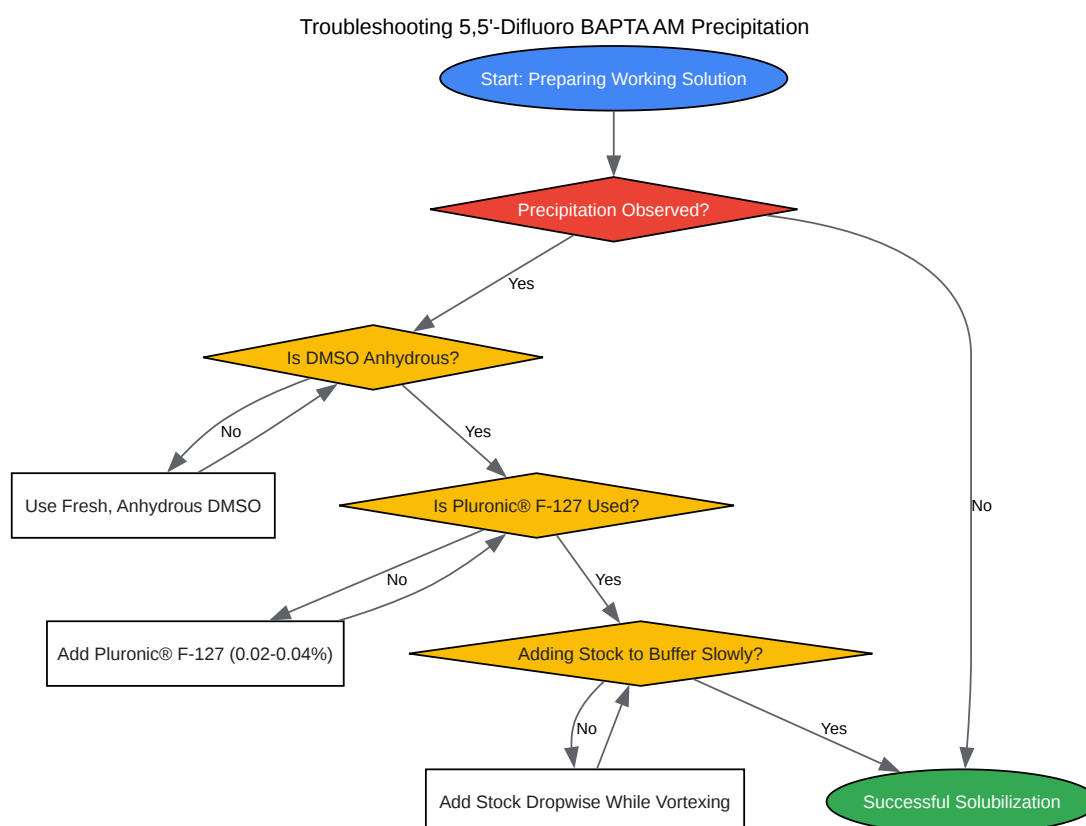 Troubleshooting 5,5'-Difluoro BAPTA AM Precipitation
Start: Preparing Working Solution
Precipitation Observed?
Yes
Is DMSO Anhydrous?
No
Yes
Use Fresh, Anhydrous DMSO
Is Pluronic® F-127 Used?
No
No
Yes
Add Pluronic® F-127 (0.02-0.04%)
Adding Stock to Buffer Slowly?
No
Yes
Add Stock Dropwise While Vortexing
Successful Solubilization